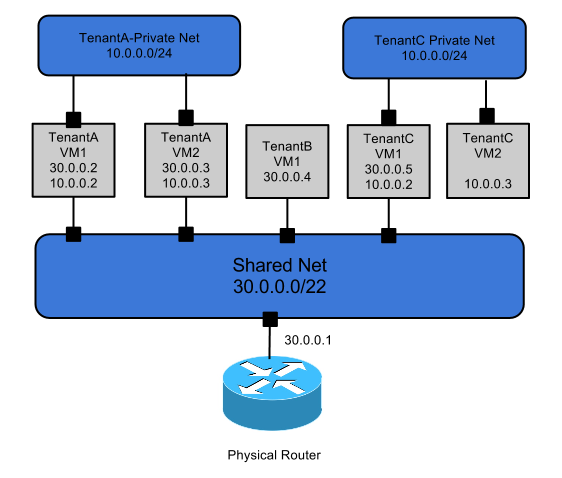 TenantA-Private Net
10.0.0.0/24
TenantC Private Net
10.0.0.0/24
TenantA
VM1
30.0.0.2
10.0.0.2
TenantA
VM2
30.0.0.3
10.0.0.3
TenantB
VM1
30.0.0.4
TenantC
VM1
30.0.0.5
10.0.0.2
TenantC
VM2
10.0.0.3
Shared Net
30.0.0.0/22
30.0.0.1
Physical Router